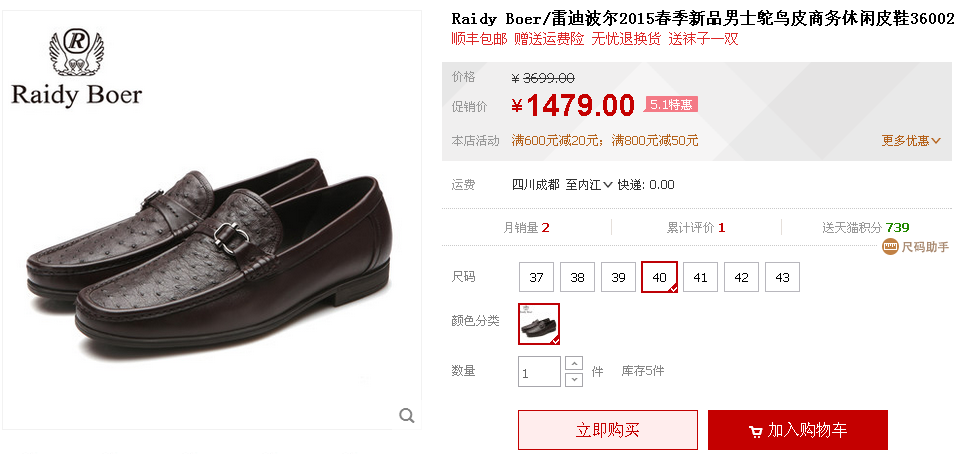 Raidy Boer
Raidy Boer/雷迪波尔2015春季新品男士鸵鸟皮商务休闲皮鞋36002
顺丰包邮 赠送运费险 无忧退换货 送袜子一双
价格 ¥ 3699.00
促销价 ¥1479.00 5.1特惠
本店活动 满600元减20元; 满800元减50元 更多优惠
运费 四川成都 至内江 快递: 0.00
月销量 2 累计评价 1 送天猫积分 739
尺码助手
尺码 37 38 39 40 41 42 43
颜色分类
数量 1 件 库存5件
立即购买 加入购物车